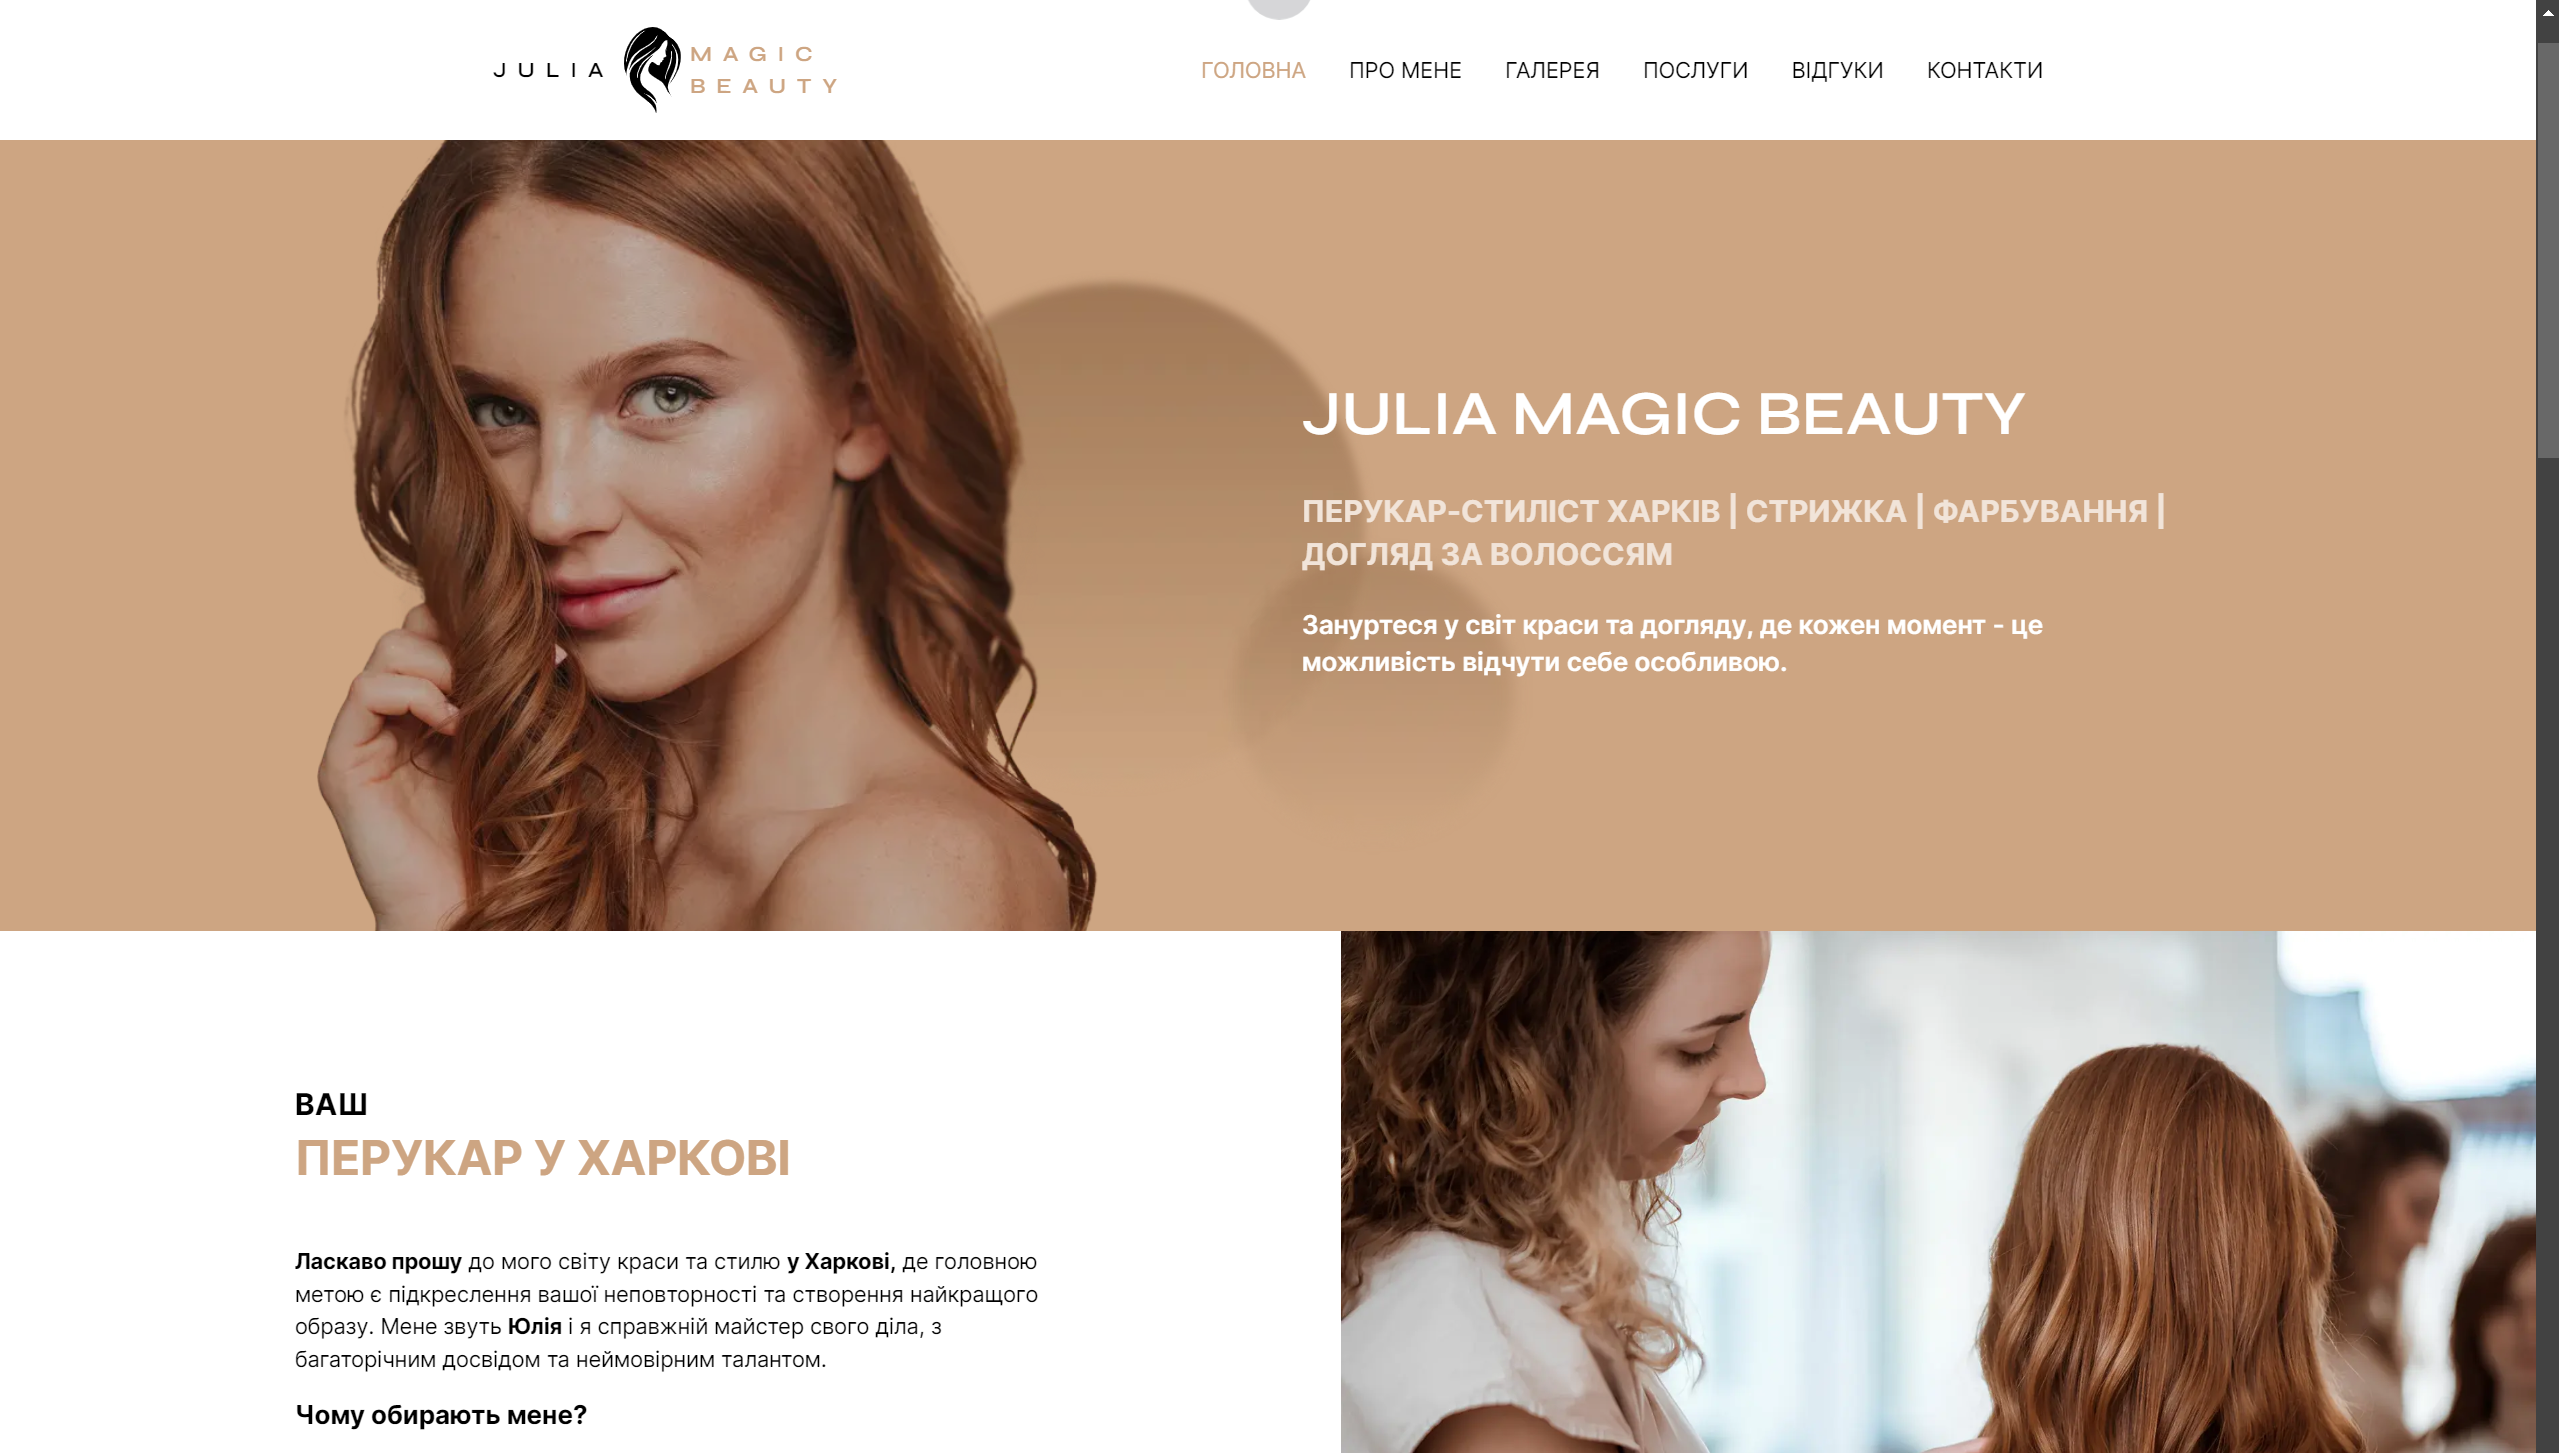 JULIA
MAGIC
BEAUTY
ГОЛОВНА
ПРО МЕНЕ
ГАЛЕРЕЯ
ПОСЛУГИ
ВІДГУКИ
КОНТАКТИ
JULIA MAGIC BEAUTY
ПЕРУКАР-СТИЛІСТ ХАРКІВ | СТРИЖКА | ФАРБУВАННЯ |
ДОГЛЯД ЗА ВОЛОССЯМ
Зануртеся у світ краси та догляду, де кожен момент - це
можливість відчути себе особливою.
ВАШ
ПЕРУКАР У ХАРКОВІ
Ласкаво прошу до мого світу краси та стилю у Харкові, де головною
метою є підкреслення вашої неповторності та створення найкращого
образу. Мене звуть Юлія і я справжній майстер свого діла, з
багаторічним досвідом та неймовірним талантом.
Чому обирають мене?